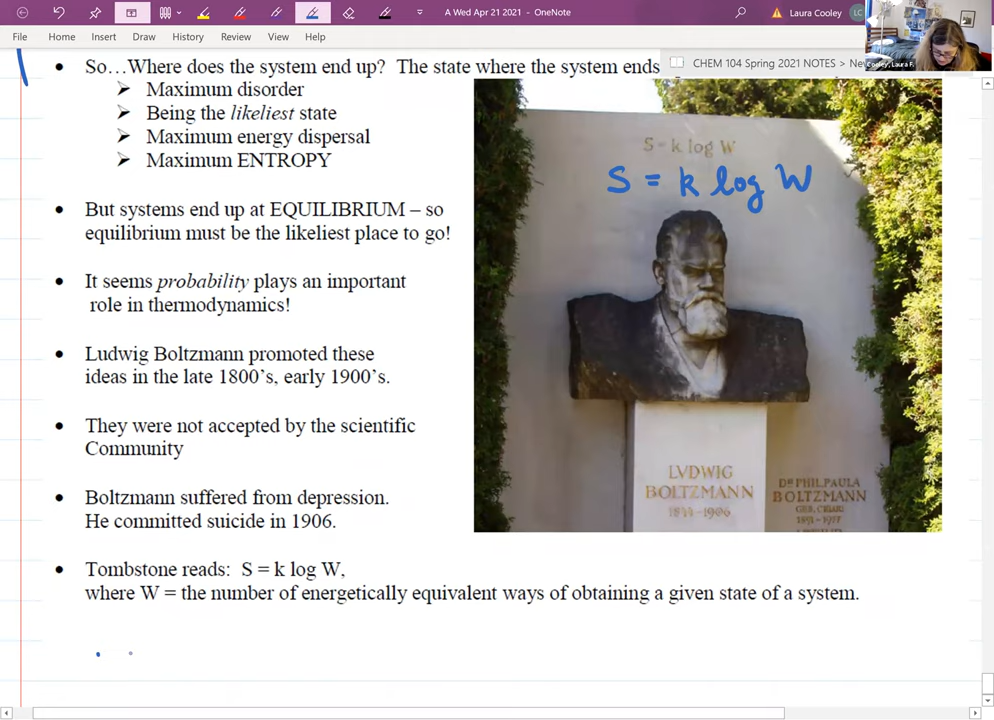 A Wed Apr 21 2021 - OneNote
Laura Cooley
LC
File Home Insert Draw History Review View Help
Cooley, Laura F.
CHEM 104 Spring 2021 NOTES > Ne
• So…Where does the system end up? The state where the system ends
➢ Maximum disorder
➢ Being the likeliest state
➢ Maximum energy dispersal
➢ Maximum ENTROPY
• But systems end up at EQUILIBRIUM – so
equilibrium must be the likeliest place to go!
• It seems probability plays an important
role in thermodynamics!
• Ludwig Boltzmann promoted these
ideas in the late 1800's, early 1900's.
• They were not accepted by the scientific
Community
• Boltzmann suffered from depression.
He committed suicide in 1906.
• Tombstone reads: S = k log W,
where W = the number of energetically equivalent ways of obtaining a given state of a system.
S = k log W
S = k log W
LVDWIG
BOLTZMANN
1844-1906
DR PHIL. PAULA
BOLTZMANN
GEB. CHIARI
1891-1977